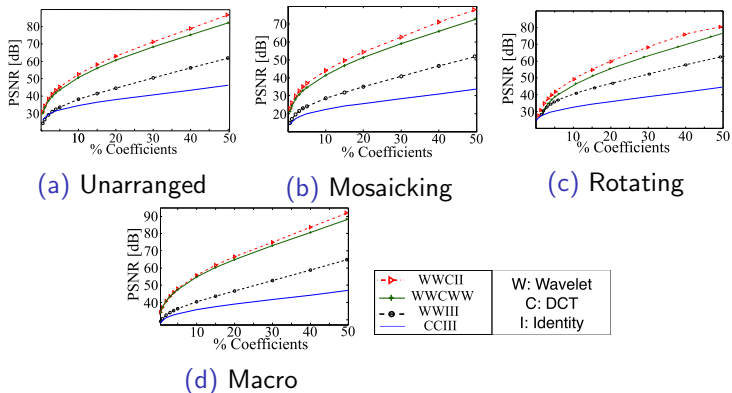 PSNR [dB]
80
70
60
50
40
30
10 20 30 40 50
% Coefficients
(a) Unarranged
PSNR [dB]
70
60
50
40
30
20
10 20 30 40 50
% Coefficients
(b) Mosaicking
PSNR [dB]
80
70
60
50
40
30
10 20 30 40 50
% Coefficients
(c) Rotating
PSNR [dB]
90
80
70
60
50
40
30
10 20 30 40 50
% Coefficients
(d) Macro
WWCII
WWCWW
WWIII
CCIII
W: Wavelet
C: DCT
I: Identity